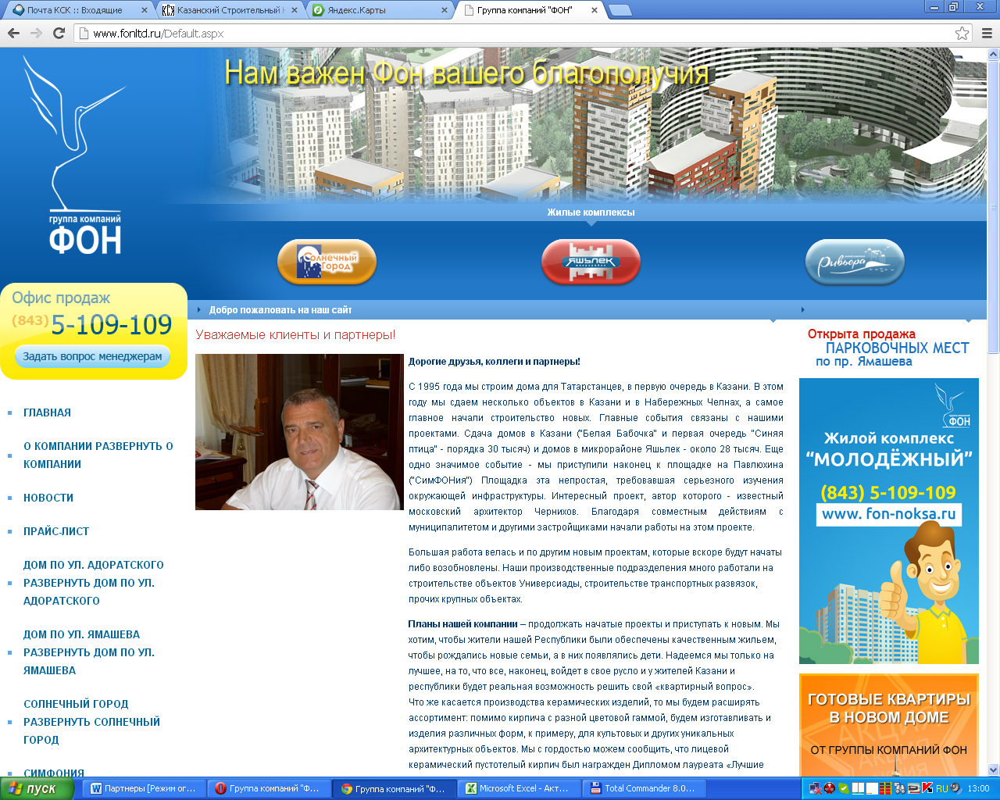 Почта КСК :: Входящие
Казанский Строительный
Яндекс.Карты
Группа компаний "ФОН"
www.fonltd.ru/Default.aspx
Нам важен Фон вашего благополучия
группа компаний
ФОН
Жилые комплексы
Солнечный Город
ЯШЬЛЕК
микрорайон
Ривьера
Офис продаж
(843) 5-109-109
Задать вопрос менеджерам
Добро пожаловать на наш сайт
ГЛАВНАЯ
О КОМПАНИИ РАЗВЕРНУТЬ О
КОМПАНИИ
НОВОСТИ
ПРАЙС-ЛИСТ
ДОМ ПО УЛ. АДОРАТСКОГО
РАЗВЕРНУТЬ ДОМ ПО УЛ.
АДОРАТСКОГО
ДОМ ПО УЛ. ЯМАШЕВА
РАЗВЕРНУТЬ ДОМ ПО УЛ.
ЯМАШЕВА
СОЛНЕЧНЫЙ ГОРОД
РАЗВЕРНУТЬ СОЛНЕЧНЫЙ
ГОРОД
СИМФОНИЯ
Уважаемые клиенты и партнеры!
Дорогие друзья, коллеги и партнеры!
С 1995 года мы строим дома для Татарстанцев, в первую очередь в Казани. В этом
году мы сдаем несколько объектов в Казани и в Набережных Челнах, а самое
главное начали строительство новых. Главные события связаны с нашими
проектами. Сдача домов в Казани ("Белая Бабочка" и первая очередь "Синяя
птица" - порядка 30 тысяч) и домов в микрорайоне Яшьлек - около 28 тысяч. Еще
одно значимое событие - мы приступили наконец к площадке на Павлюхина
("СимФОНия") Площадка эта непростая, требовавшая серьезного изучения
окружающей инфраструктуры. Интересный проект, автор которого - известный
московский архитектор Чернихов. Благодаря совместным действиям с
муниципалитетом и другими застройщиками начали работы на этом проекте.
Большая работа велась и по другим новым проектам, которые вскоре будут начаты
либо возобновлены. Наши производственные подразделения много работали на
строительстве объектов Универсиады, строительстве транспортных развязок,
прочих крупных объектах.
Планы нашей компании – продолжать начатые проекты и приступать к новым. Мы
хотим, чтобы жители нашей Республики были обеспечены качественным жильем,
чтобы рождались новые семьи, а в них появлялись дети. Надеемся мы только на
лучшее, на то, что все, наконец, войдет в свое русло и у жителей Казани и
республики будет реальная возможность решить свой «квартирный вопрос».
Что же касается производства керамических изделий, то мы будем расширять
ассортимент: помимо кирпича с разной цветовой гаммой, будем изготавливать и
изделия различных форм, к примеру, для культовых и других уникальных
архитектурных объектов. Мы с гордостью можем сообщить, что лицевой
керамический пустотелый кирпич был награжден Дипломом лауреата «Лучшие
Открыта продажа
ПАРКОВОЧНЫХ МЕСТ
по пр. Ямашева
ФОН
Жилой комплекс
“МОЛОДЁЖНЫЙ”
(843) 5-109-109
www. fon-noksa.ru
ГОТОВЫЕ КВАРТИРЫ
В НОВОМ ДОМЕ
АКЦИЯ
АКЦИЯ
ОТ ГРУППЫ КОМПАНИЙ ФОН
пуск
Партнеры [Режим ог...
Группа компаний "Ф...
Группа компаний "Ф...
Microsoft Excel - Акт...
Total Commander 8.0...
RU
13:00